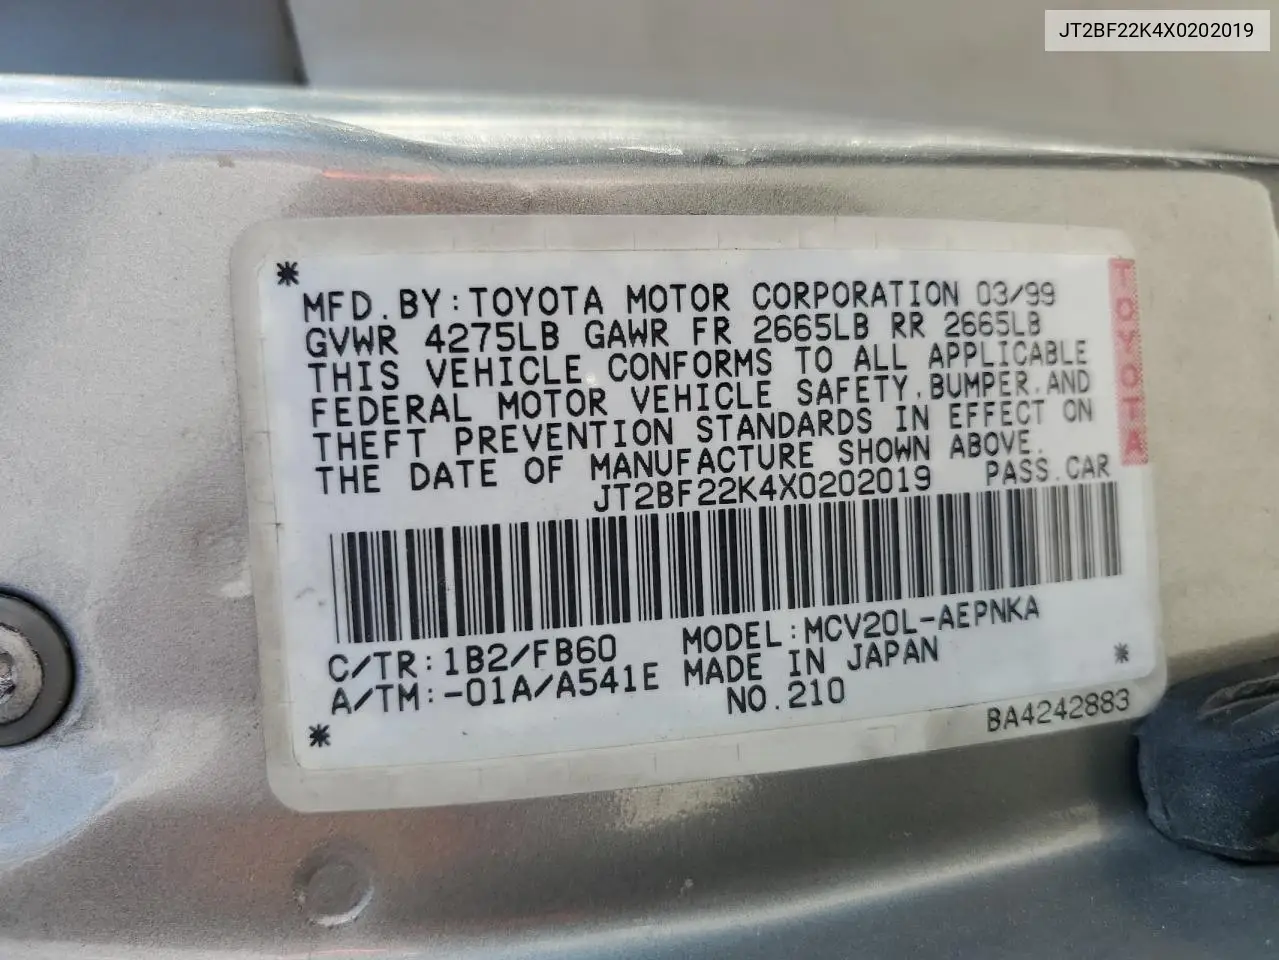 JT2BF22K4X0202019
MFD.BY:TOYOTA MOTOR CORPORATION 03/99
GVWR 4275LB GAWR FR 2665LB RR 2665LB
THIS VEHICLE CONFORMS TO ALL APPLICABLE
FEDERAL MOTOR VEHICLE SAFETY,BUMPER,AND
THEFT PREVENTION STANDARDS IN EFFECT ON
THE DATE OF MANUFACTURE SHOWN ABOVE.
JT2BF22K4X0202019 PASS.CAR
TOYOTA
C/TR:1B2/FB60 MODEL:MCV20L-AEPNKA
A/TM:-01A/A541E MADE IN JAPAN
NO.210
BA4242883